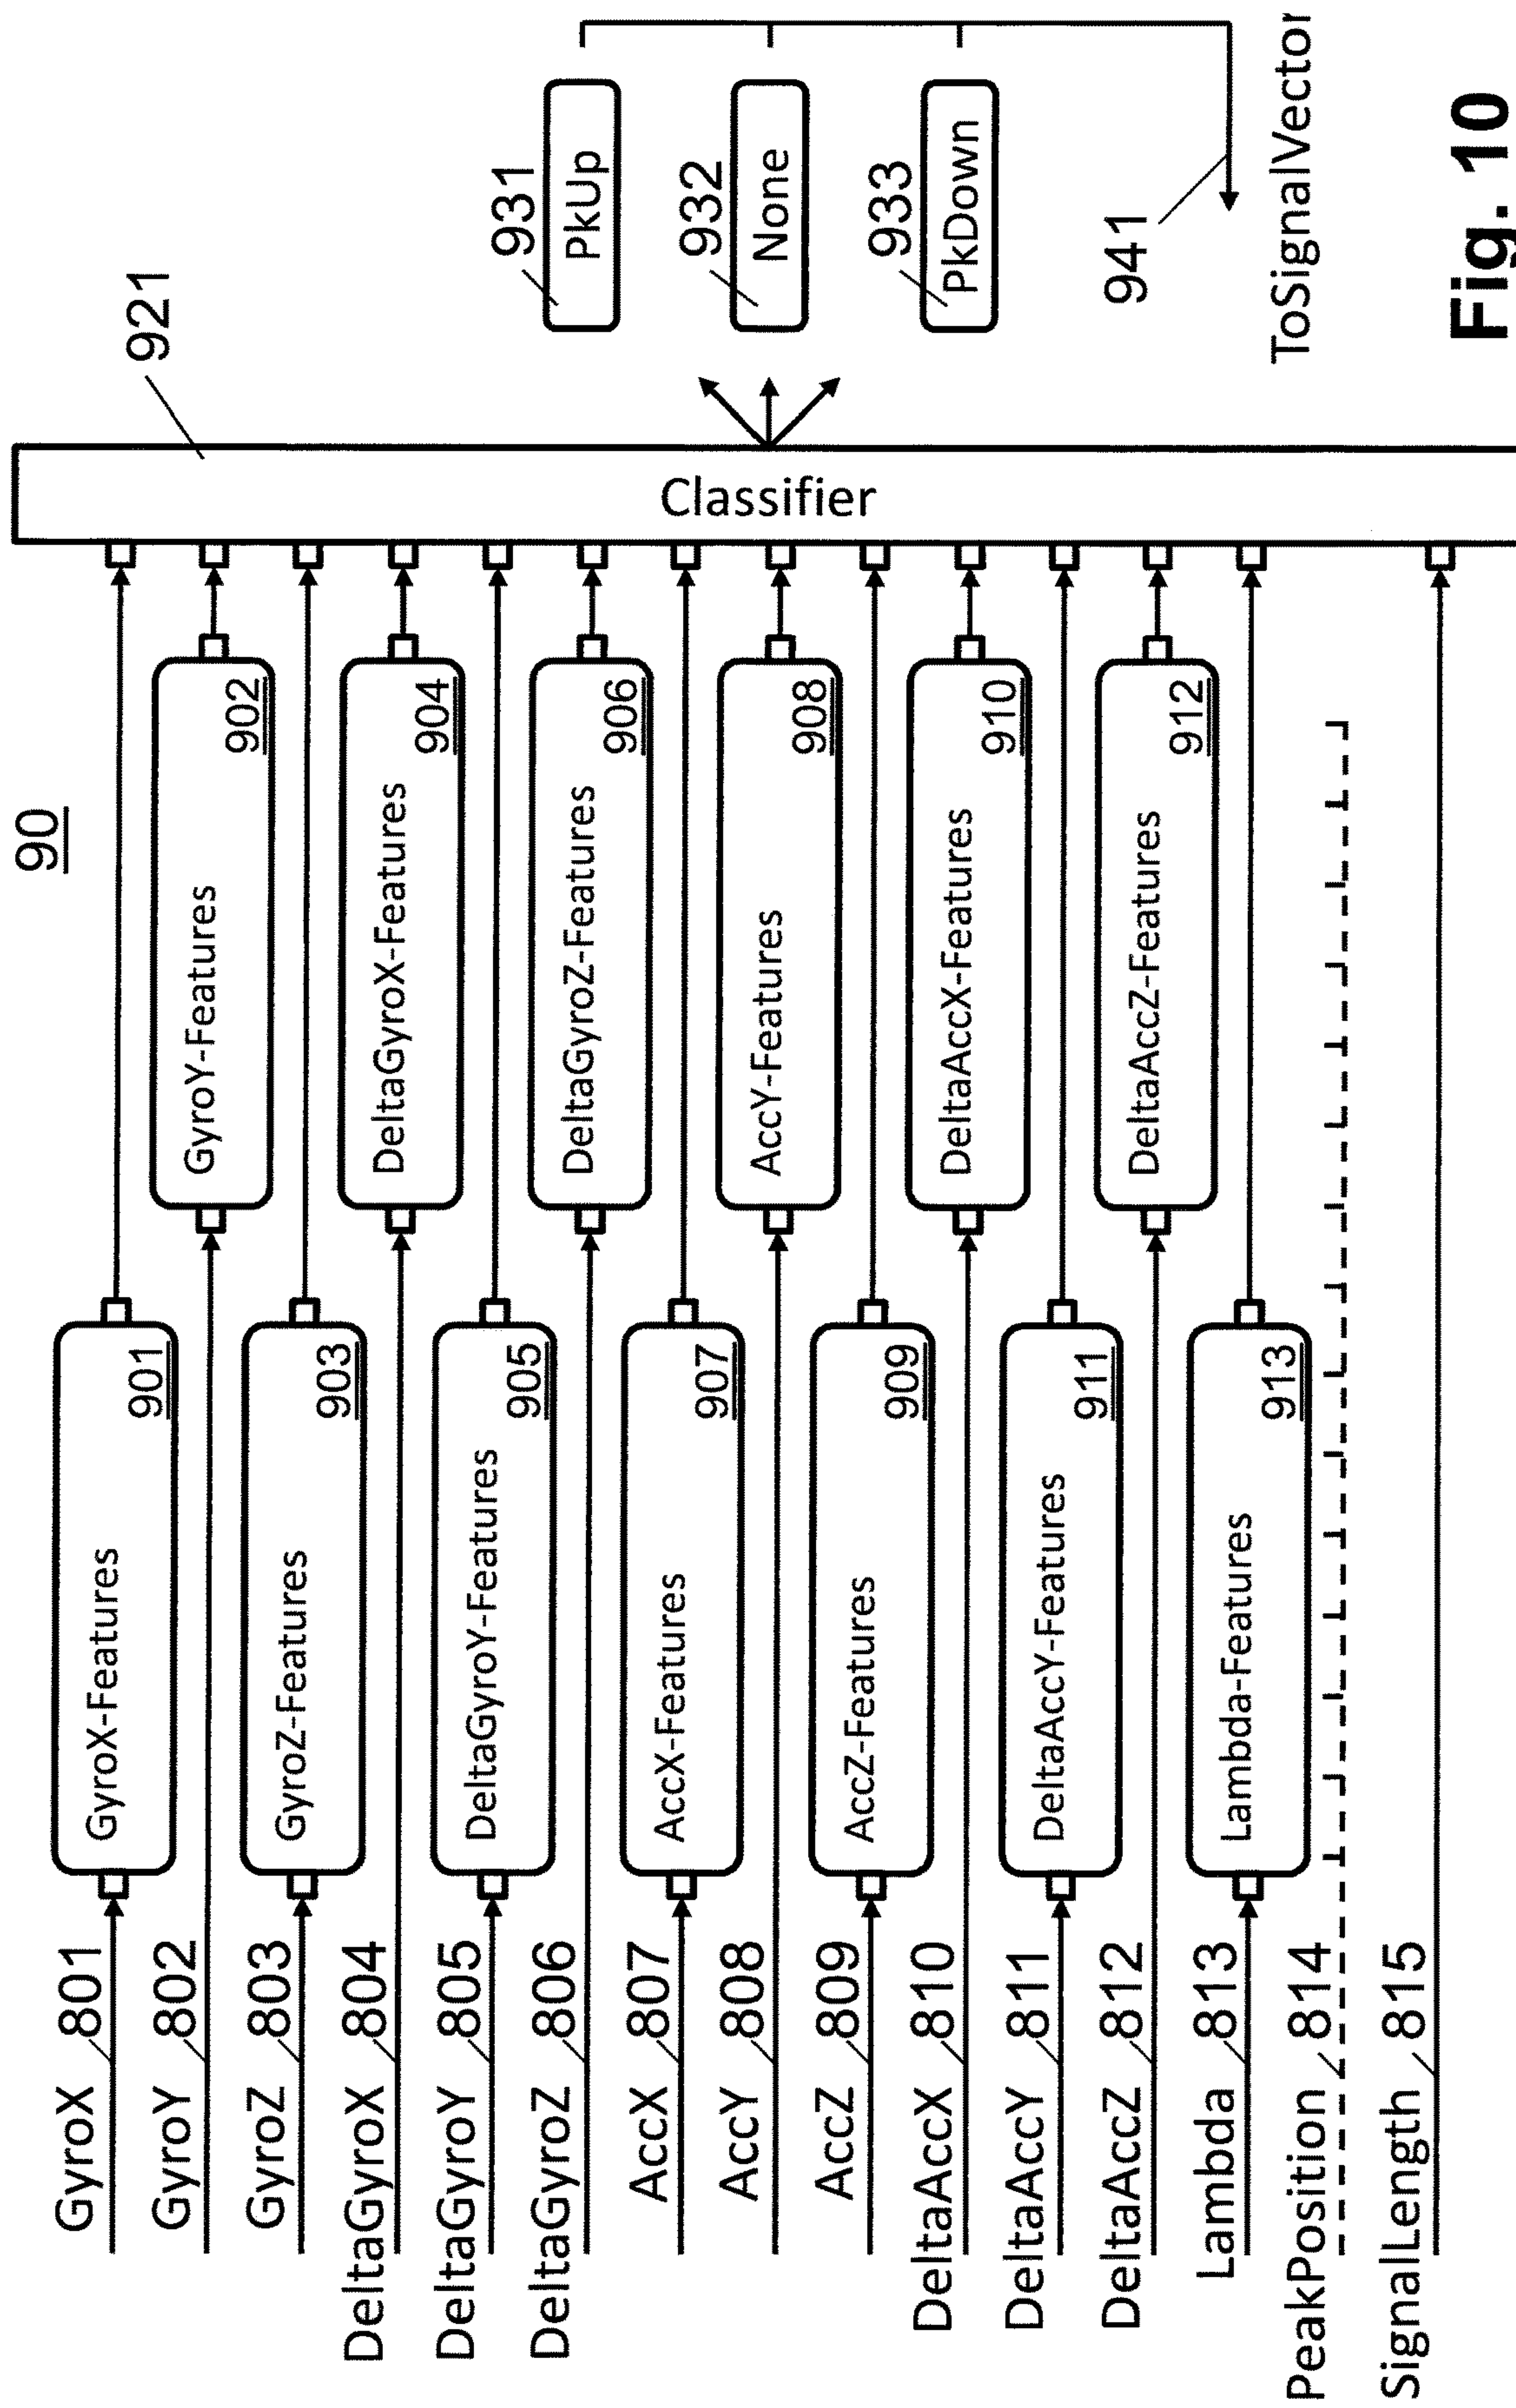 90
GyroX 801
GyroX-Features 901
GyroY 802
GyroY-Features 902
GyroZ 803
GyroZ-Features 903
DeltaGyroX 804
DeltaGyroX-Features 904
DeltaGyroY 805
DeltaGyroY-Features 905
DeltaGyroZ 806
DeltaGyroZ-Features 906
AccX 807
AccX-Features 907
AccY 808
AccY-Features 908
AccZ 809
AccZ-Features 909
DeltaAccX 810
DeltaAccX-Features 910
DeltaAccY 811
DeltaAccY-Features 911
DeltaAccZ 812
DeltaAccZ-Features 912
Lambda 813
Lambda-Features 913
PeakPosition 814
SignalLength 815
Classifier
921
931
PkUp
932
None
933
PkDown
941
ToSignalVector
Fig. 10